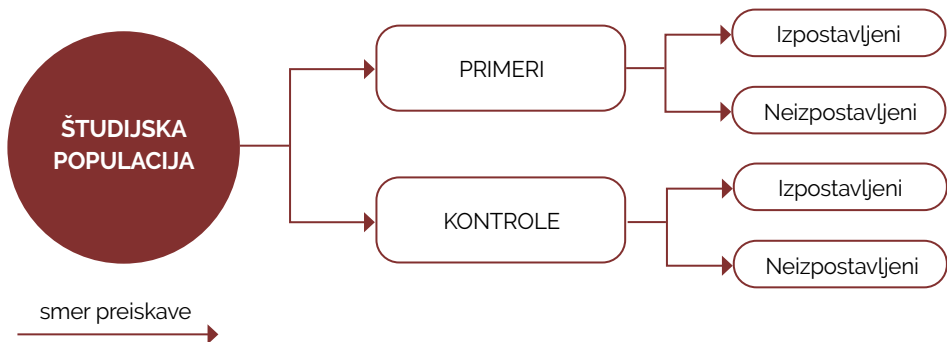 ŠTUDIJSKA
POPULACIJA
PRIMERI
Izpostavljeni
Neizpostavljeni
KONTROLE
Izpostavljeni
Neizpostavljeni
smer preiskave